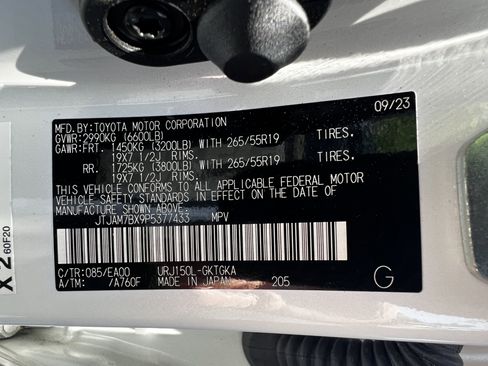 MFD.BY:TOYOTA MOTOR CORPORATION 09/23
GVWR:2990KG (6600LB)
GAWR:FRT. 1450KG (3200LB) WITH 265/55R19 TIRES.
19X7 1/2J RIMS.
RR. 1725KG (3800LB) WITH 265/55R19 TIRES.
19X7 1/2J RIMS.
THIS VEHICLE CONFORMS TO ALL APPLICABLE FEDERAL MOTOR
VEHICLE SAFETY STANDARDS IN EFFECT ON THE DATE OF
MANUFACTURE SHOWN ABOVE.
JTJAM7BX9P5377433 MPV
C/TR:085/EA00 URJ150L-GKTGKA
A/TM: /A760F MADE IN JAPAN 205
G
X 2 60F20